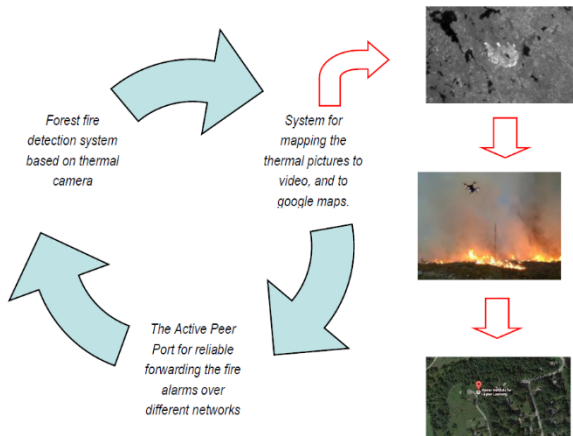 Forest fire
detection system
based on thermal
camera
System for
mapping the
thermal pictures to
video, and to
google maps.
The Active Peer
Port for reliable
forwarding the fire
alarms over
different networks